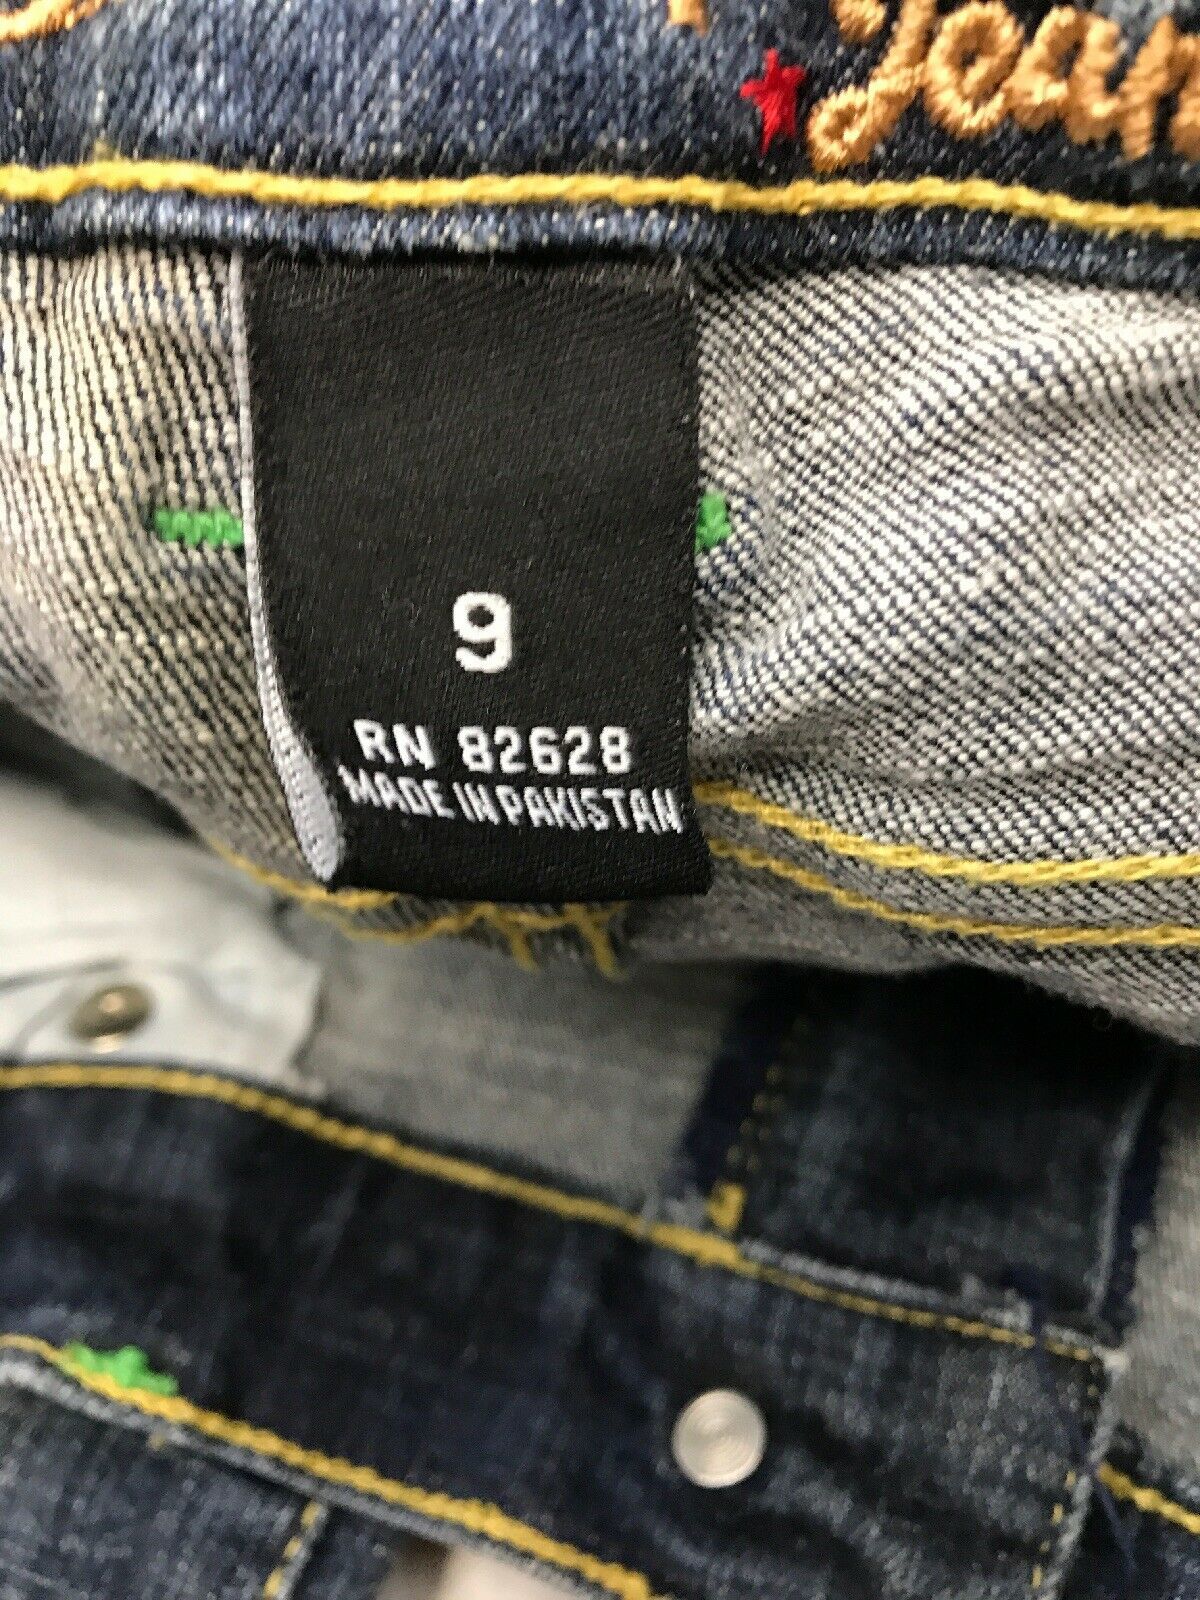 9
RN 82628
MADE IN PAKISTAN